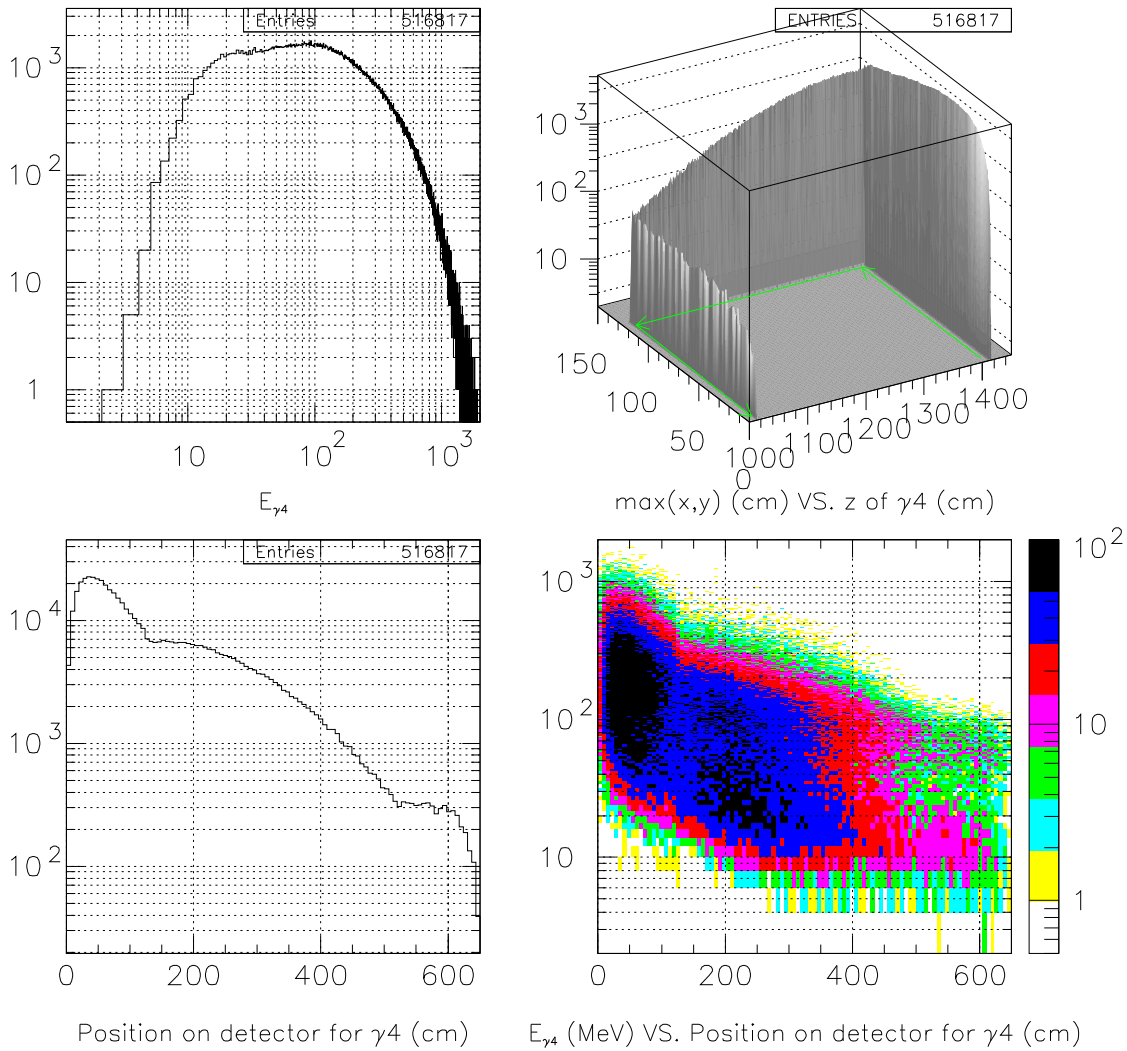 Entries 516817
10^3
10^2
10
1
10 10^2 10^3
E_γ4
ENTRIES 516817
10^3
10^2
10
150
100
50
0
1000
1100
1200
1300
1400
max(x,y) (cm) VS. z of γ4 (cm)
Entries 516817
10^4
10^3
10^2
0 200 400 600
Position on detector for γ4 (cm)
10^3
10^2
10
0 200 400 600
10^2
10
1
E_γ4 (MeV) VS. Position on detector for γ4 (cm)